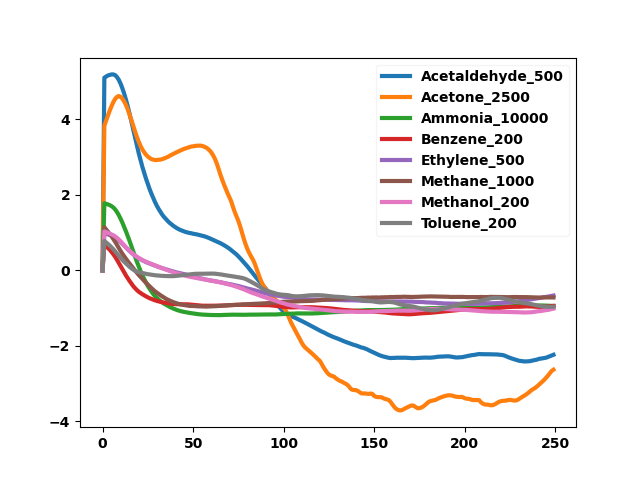 Acetaldehyde_500
Acetone_2500
Ammonia_10000
Benzene_200
Ethylene_500
Methane_1000
Methanol_200
Toluene_200
4
2
0
−2
−4
0 50 100 150 200 250